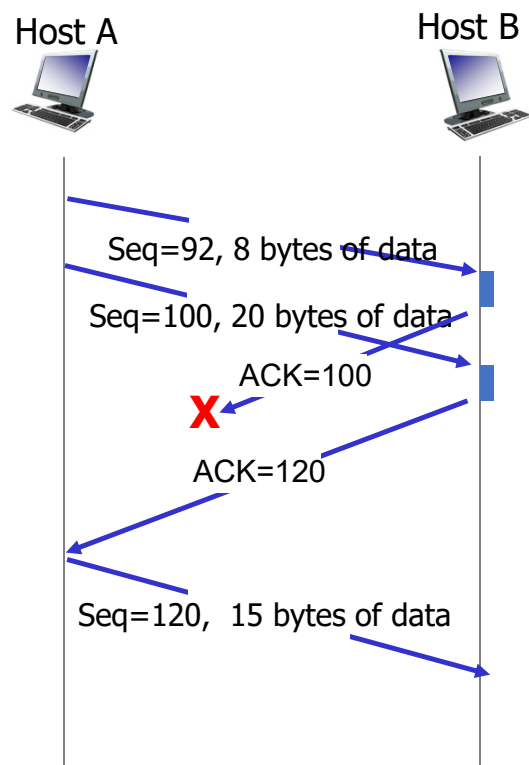 Host A
Host B
Seq=92, 8 bytes of data
Seq=100, 20 bytes of data
ACK=100
X
ACK=120
Seq=120,  15 bytes of data